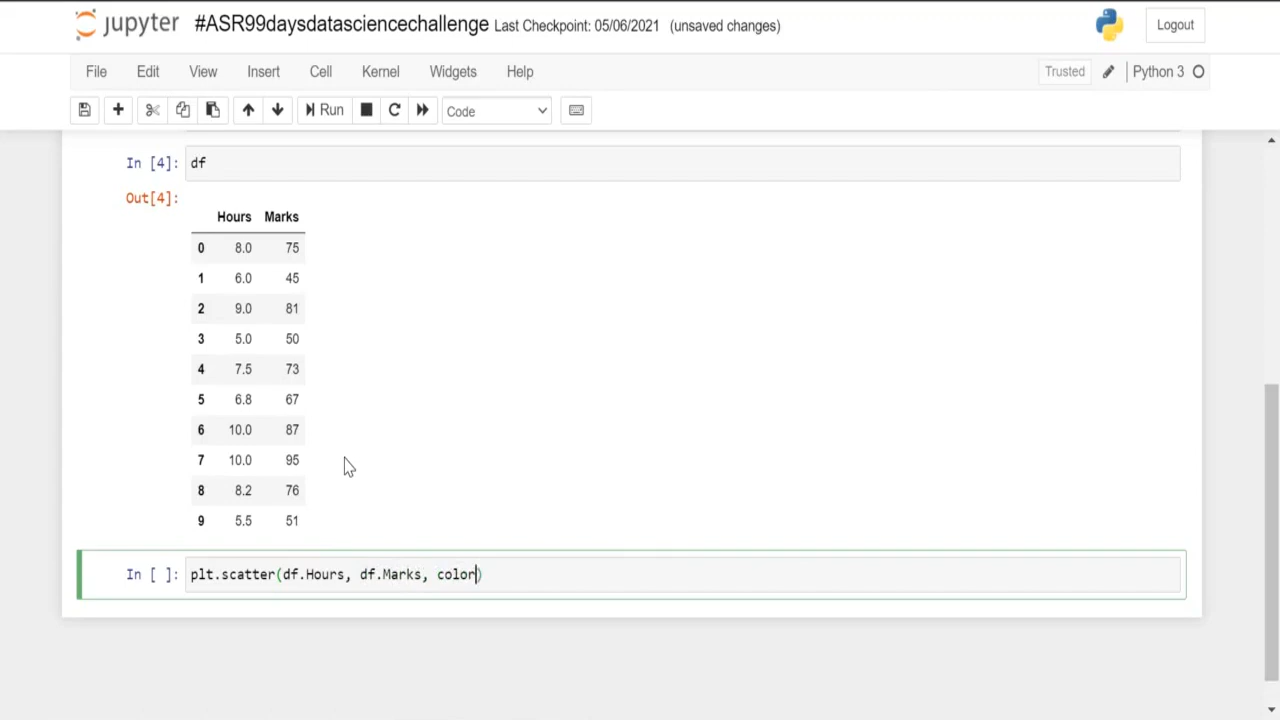 jupyter #ASR99daysdatasciencechallenge Last Checkpoint: 05/06/2021 (unsaved changes) Logout
File Edit View Insert Cell Kernel Widgets Help Trusted Python 3
Run Code
In [4]: df
Out[4]:
Hours Marks
0 8.0 75
1 6.0 45
2 9.0 81
3 5.0 50
4 7.5 73
5 6.8 67
6 10.0 87
7 10.0 95
8 8.2 76
9 5.5 51
In [ ]: plt.scatter(df.Hours, df.Marks, color)